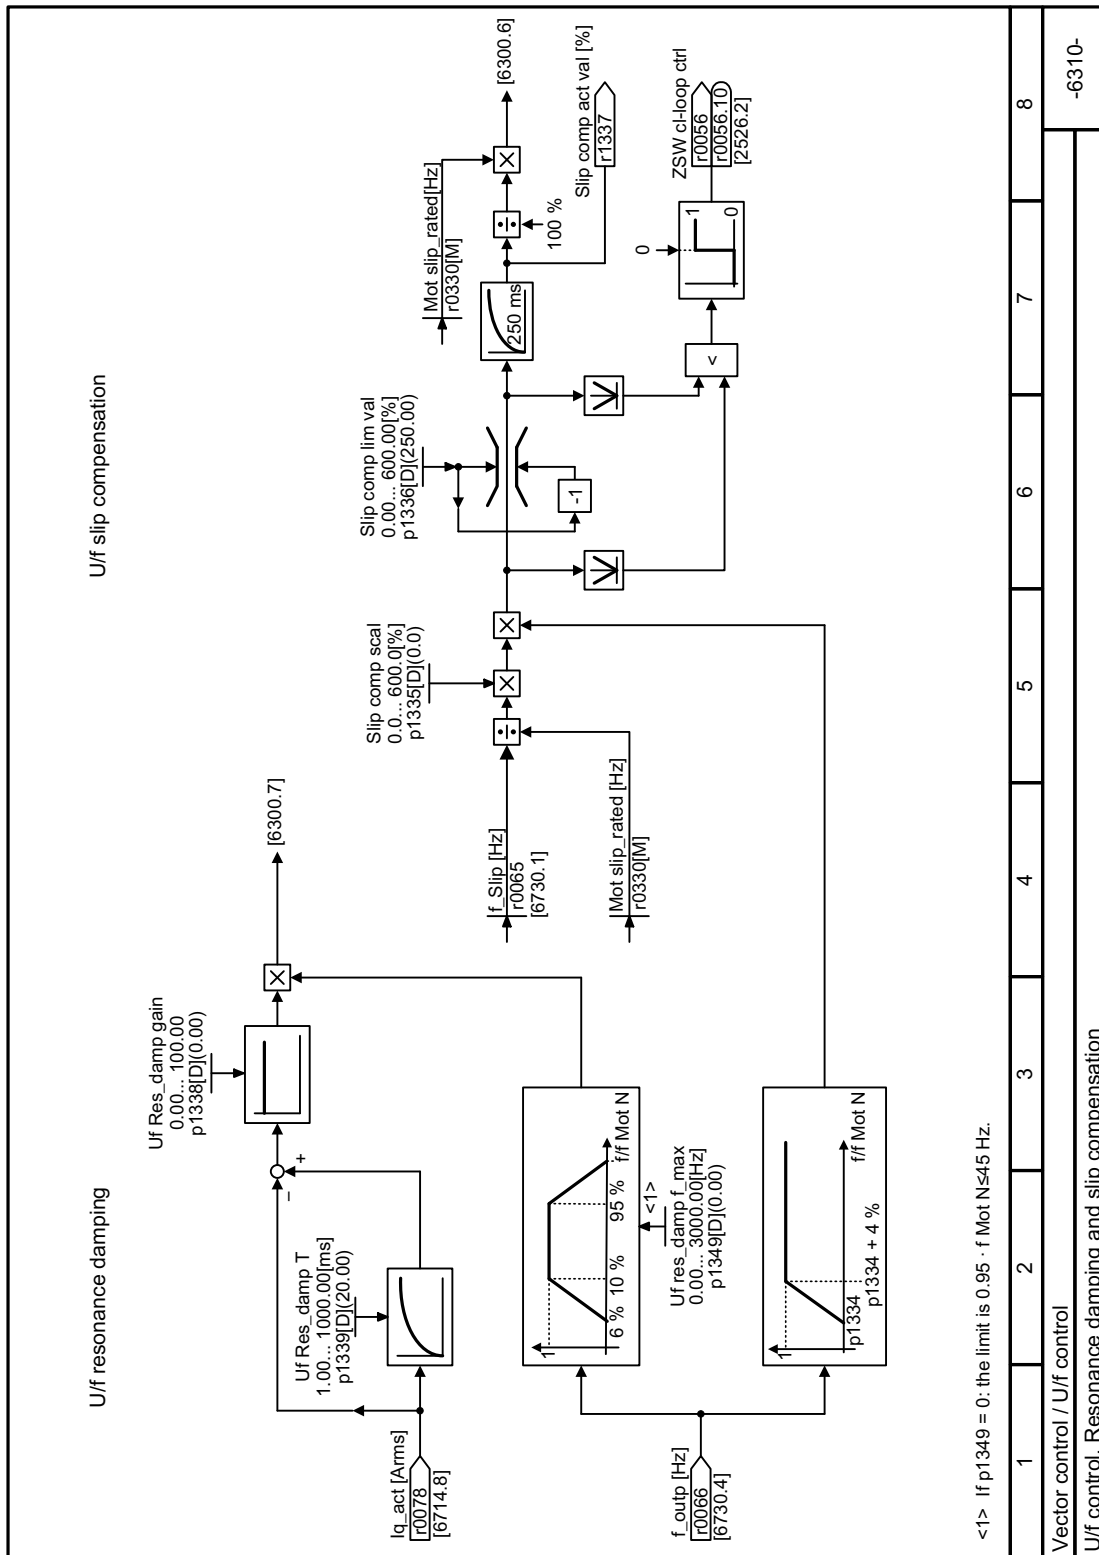 U/f resonance damping
U/f slip compensation
Uf Res_damp gain
0.00... 100.00
p1338[D](0.00)
[6300.7]
–
+
Uf Res_damp T
1.00... 1000.00[ms]
p1339[D](20.00)
Iq_act [Arms]
r0078
[6714.8]
Slip comp scal
0.0... 600.0[%]
p1335[D](0.0)
Slip comp lim val
0.00... 600.00[%]
p1336[D](250.00)
-1
Mot slip_rated[Hz]
r0330[M]
[6300.6]
250 ms
100 %
Slip comp act val [%]
r1337
f_Slip [Hz]
r0065
[6730.1]
Mot slip_rated [Hz]
r0330[M]
<
0
1
0
ZSW cl-loop ctrl
r0056
r0056.10
[2526.2]
1
6 %
10 %
95 %
f/f Mot N
<1>
Uf res_damp f_max
0.00... 3000.00[Hz]
p1349[D](0.00)
f_outp [Hz]
r0066
[6730.4]
1
p1334
p1334 + 4 %
f/f Mot N
<1> If p1349 = 0: the limit is 0.95 · f Mot N≤45 Hz.
1 2 3 4 5 6 7 8
Vector control / U/f control
-6310-
U/f control, Resonance damping and slip compensation